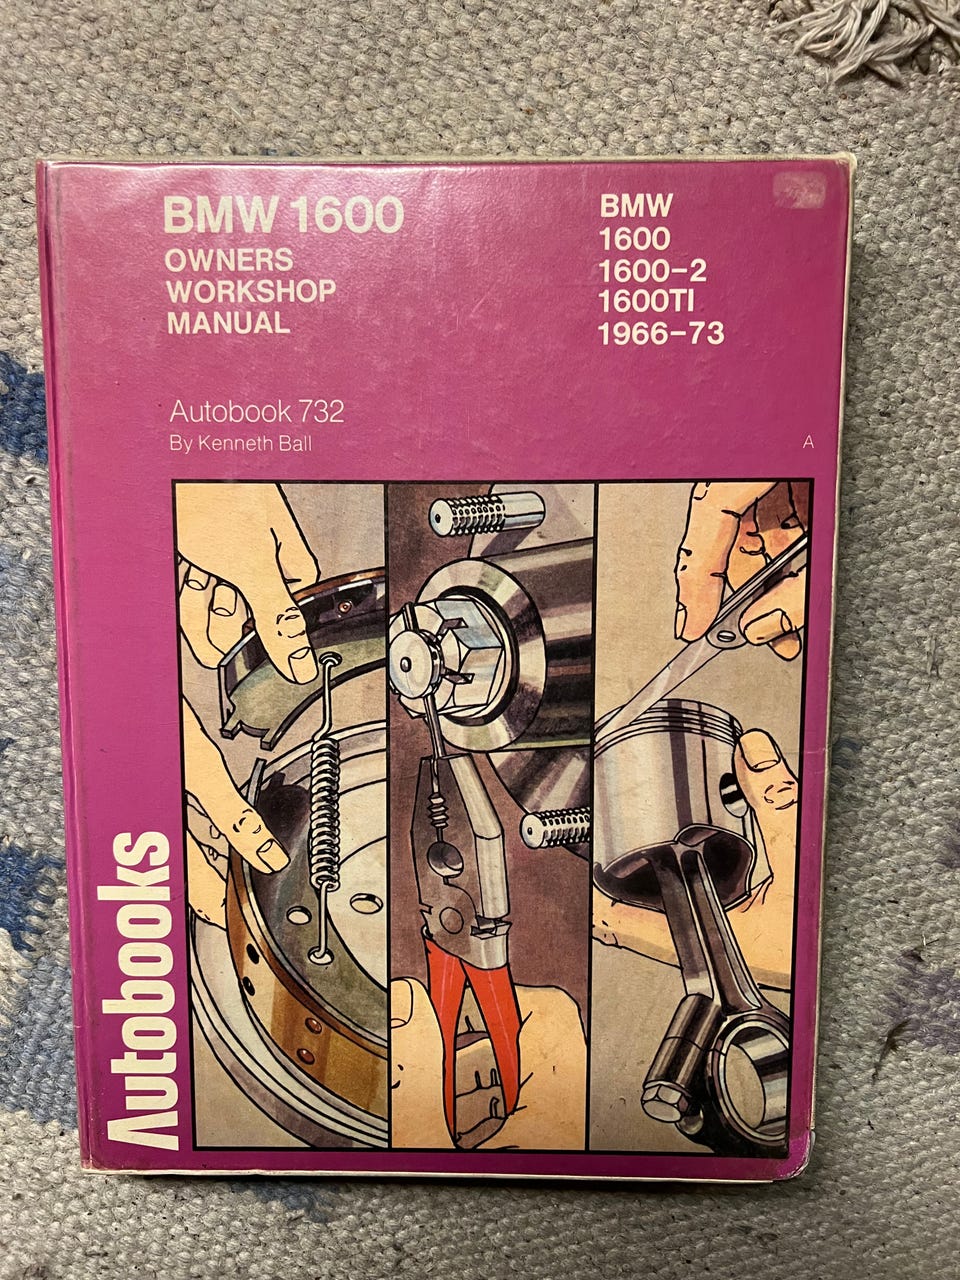 BMW 1600
OWNERS
WORKSHOP
MANUAL
BMW
1600
1600-2
1600TI
1966-73
Autobook 732
By Kenneth Ball
A
Autobooks